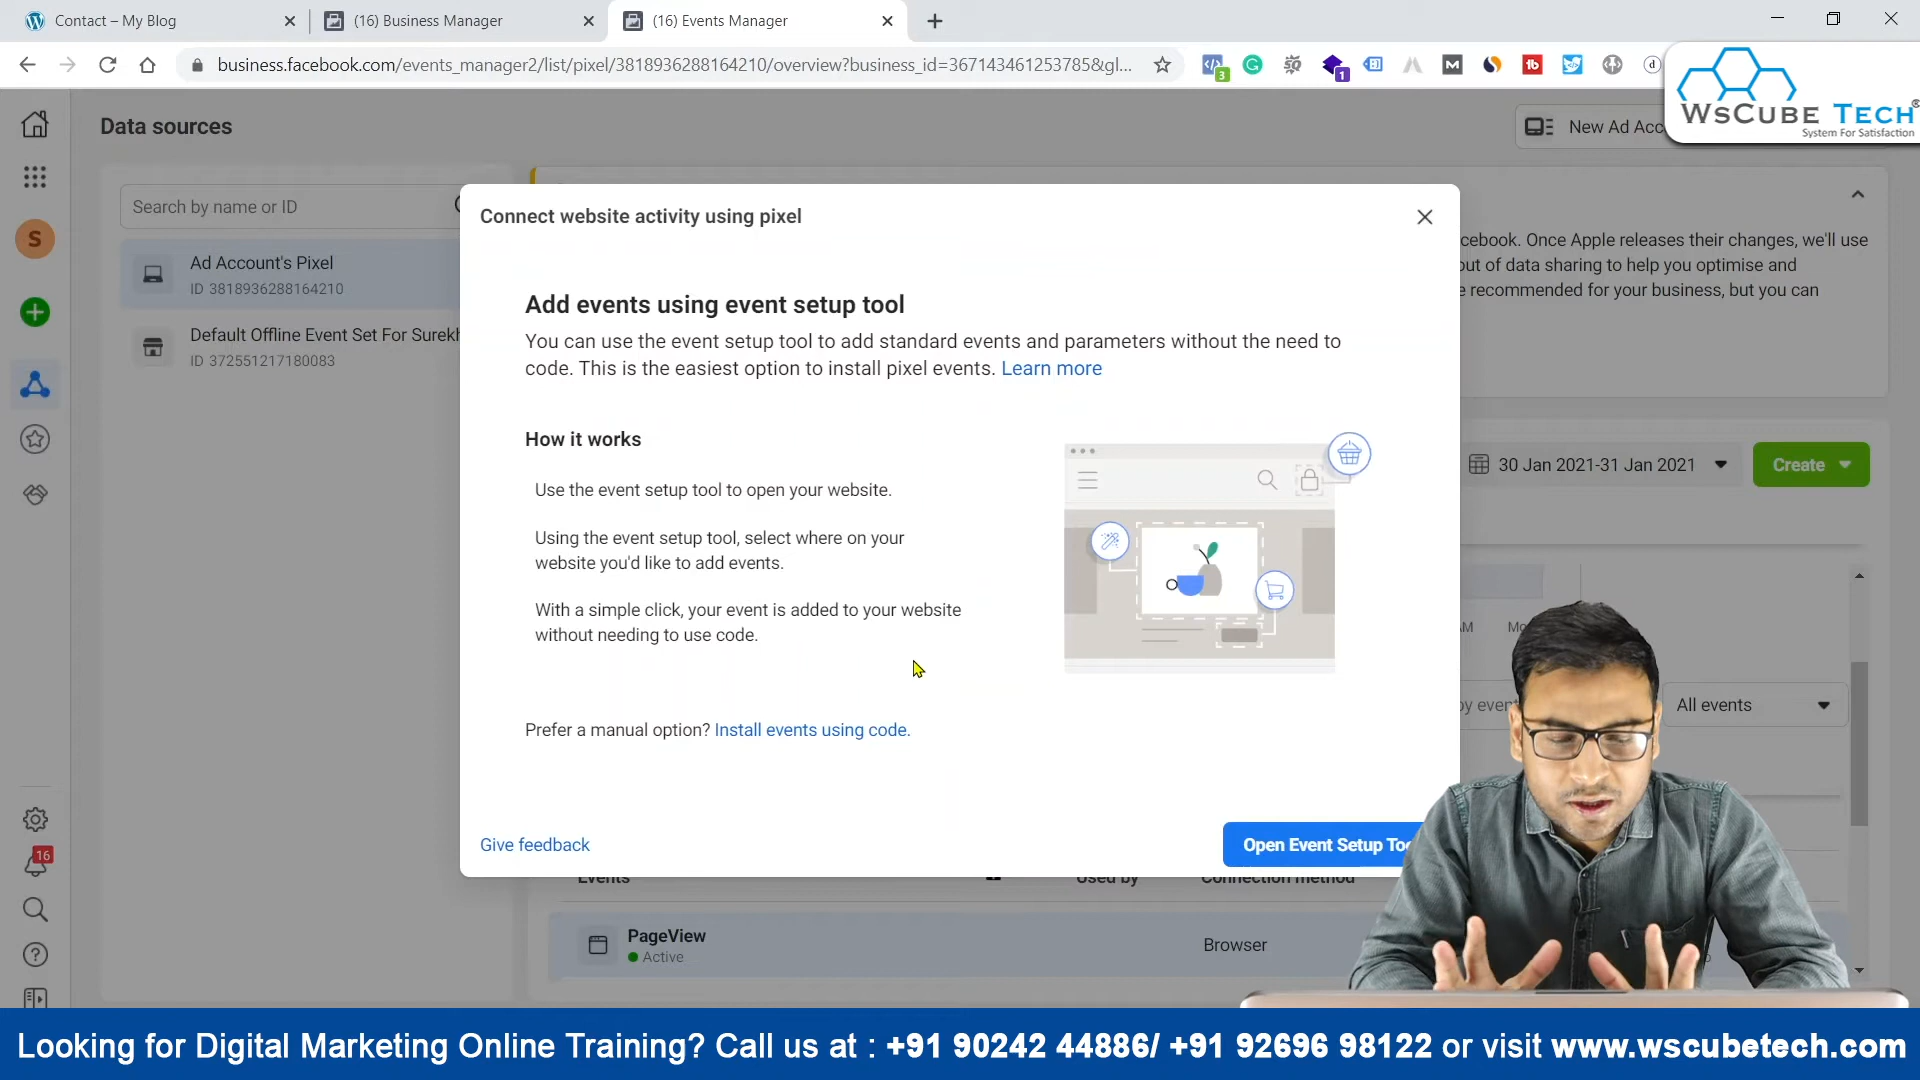 Contact – My Blog
(16) Business Manager
(16) Events Manager
business.facebook.com/events_manager2/list/pixel/3818936288164210/overview?business_id=367143461253785&gl...
WsCube Tech®
System For Satisfaction
Data sources
New Ad Acc
Search by name or ID
S
Ad Account's Pixel
ID 3818936288164210
Default Offline Event Set For Surekh
ID 372551217180083
Connect website activity using pixel
cebook. Once Apple releases their changes, we'll use
out of data sharing to help you optimise and
e recommended for your business, but you can
Add events using event setup tool
You can use the event setup tool to add standard events and parameters without the need to
code. This is the easiest option to install pixel events. Learn more
How it works
Use the event setup tool to open your website.
Using the event setup tool, select where on your
website you'd like to add events.
With a simple click, your event is added to your website
without needing to use code.
Prefer a manual option? Install events using code.
30 Jan 2021-31 Jan 2021
Create
All events
Give feedback
Open Event Setup Too
Events
Used by
Connection method
PageView
Active
Browser
16
Looking for Digital Marketing Online Training? Call us at : +91 90242 44886/ +91 92696 98122 or visit www.wscubetech.com